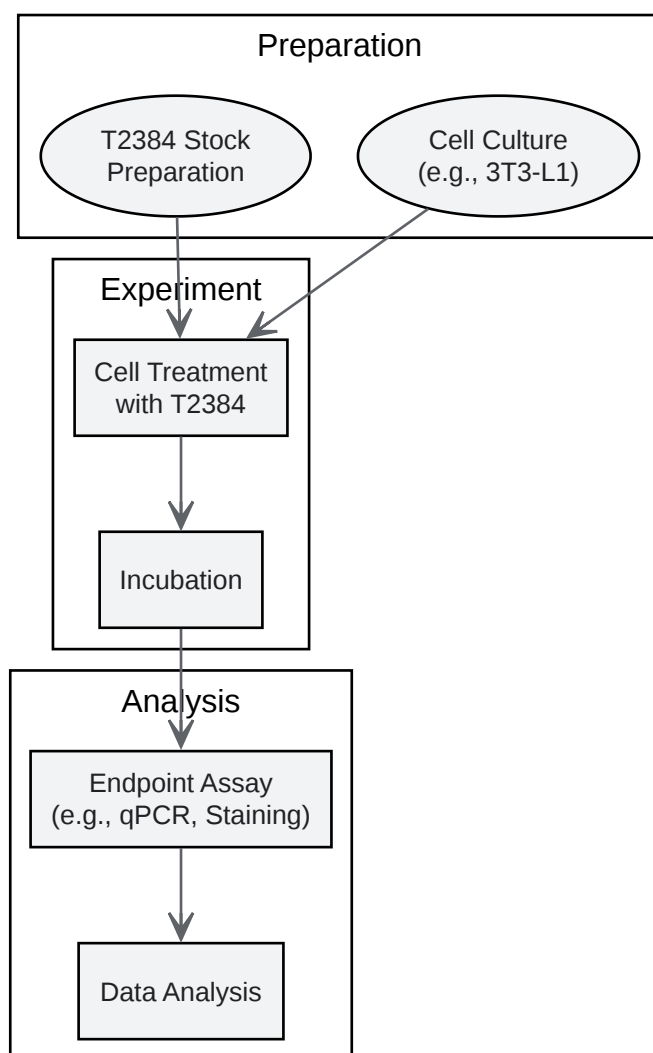 Preparation
T2384 Stock
Preparation
Cell Culture
(e.g., 3T3-L1)
Experiment
Cell Treatment
with T2384
Incubation
Analysis
Endpoint Assay
(e.g., qPCR, Staining)
Data Analysis